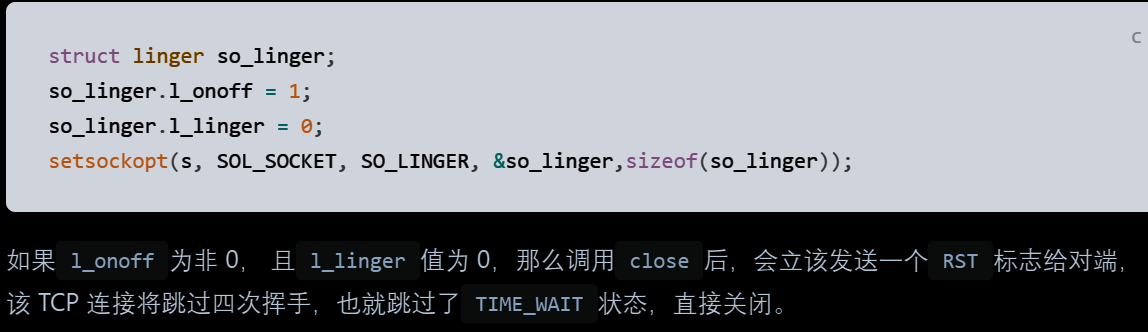 c
struct linger so_linger;
so_linger.l_onoff = 1;
so_linger.l_linger = 0;
setsockopt(s, SOL_SOCKET, SO_LINGER, &so_linger,sizeof(so_linger));
如果 l_onoff 为非 0， 且 l_linger 值为 0，那么调用 close 后，会立该发送一个 RST 标志给对端，
该 TCP 连接将跳过四次挥手，也就跳过了 TIME_WAIT 状态，直接关闭。